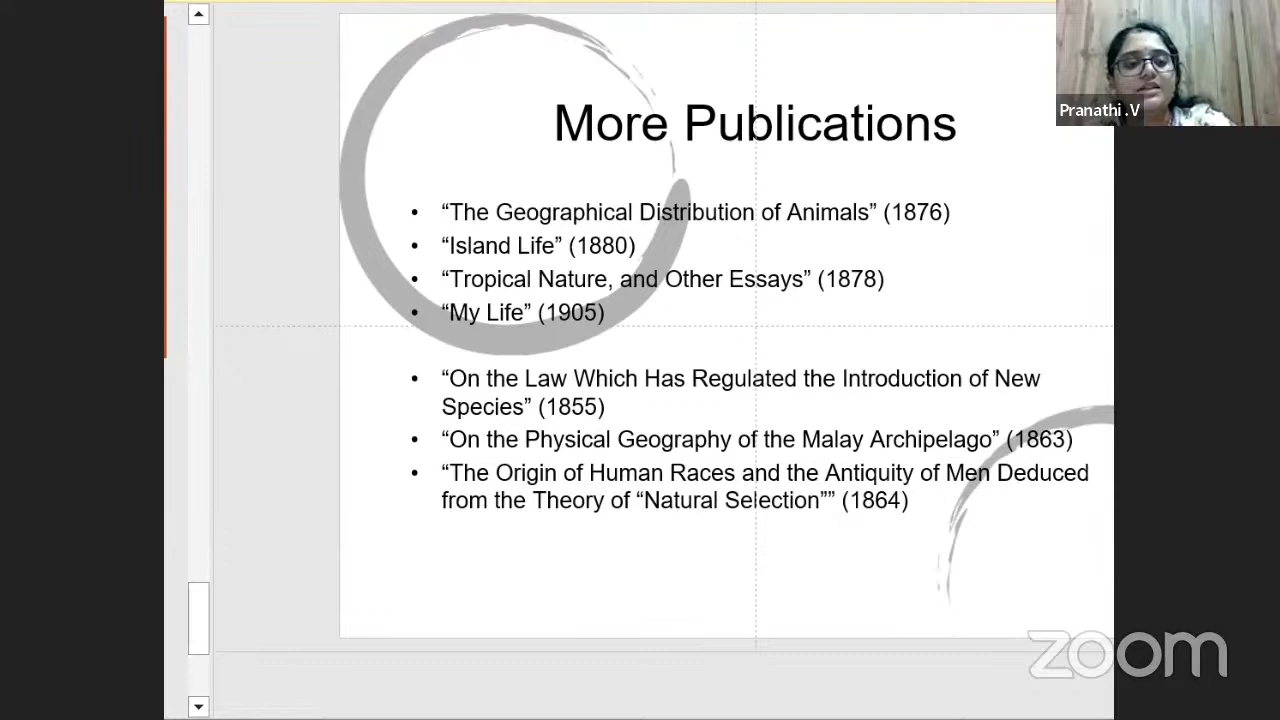 More Publications
Pranathi .V
• “The Geographical Distribution of Animals” (1876)
• “Island Life” (1880)
• “Tropical Nature, and Other Essays” (1878)
• “My Life” (1905)
• “On the Law Which Has Regulated the Introduction of New
Species” (1855)
• “On the Physical Geography of the Malay Archipelago” (1863)
• “The Origin of Human Races and the Antiquity of Men Deduced
from the Theory of “Natural Selection”” (1864)
zoom